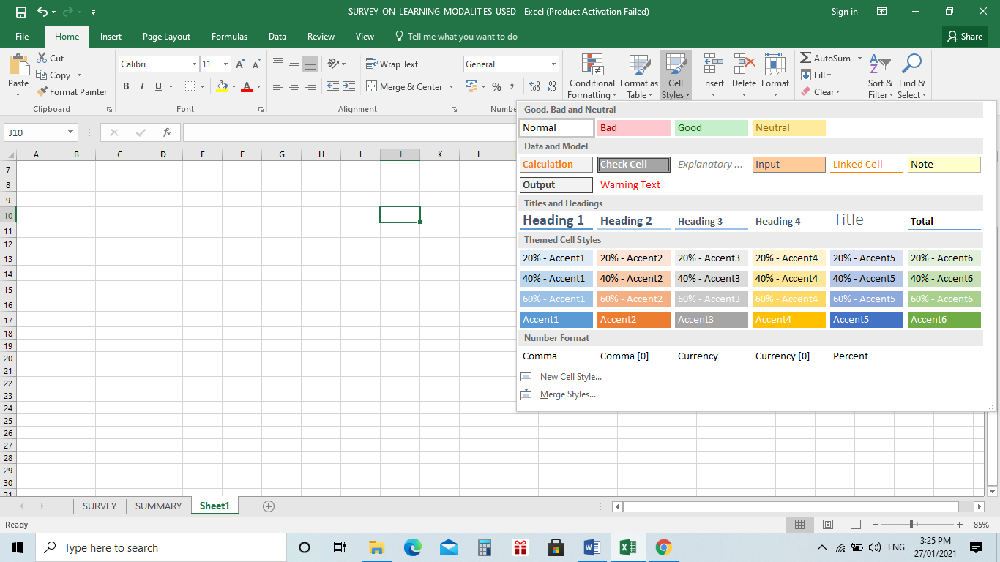 SURVEY-ON-LEARNING-MODALITIES-USED - Excel (Product Activation Failed)
Sign in
File Home Insert Page Layout Formulas Data Review View Tell me what you want to do Share
Cut
Copy
Format Painter
Paste
Clipboard
Calibri 11
B I U
Font
Wrap Text
Merge & Center
Alignment
General
%
.00
Conditional Formatting
Format as Table
Cell Styles
Insert Delete Format
AutoSum
Fill
Clear
Sort & Filter
Find & Select
J10
fx
A B C D E F G H I J K L
7
8
9
10
11
12
13
14
15
16
17
18
19
20
21
22
23
24
25
26
27
28
29
30
31
Good, Bad and Neutral
Normal Bad Good Neutral
Data and Model
Calculation Check Cell Explanatory ... Input Linked Cell Note
Output Warning Text
Titles and Headings
Heading 1 Heading 2 Heading 3 Heading 4 Title Total
Themed Cell Styles
20% - Accent1 20% - Accent2 20% - Accent3 20% - Accent4 20% - Accent5 20% - Accent6
40% - Accent1 40% - Accent2 40% - Accent3 40% - Accent4 40% - Accent5 40% - Accent6
60% - Accent1 60% - Accent2 60% - Accent3 60% - Accent4 60% - Accent5 60% - Accent6
Accent1 Accent2 Accent3 Accent4 Accent5 Accent6
Number Format
Comma Comma [0] Currency Currency [0] Percent
New Cell Style...
Merge Styles...
SURVEY SUMMARY Sheet1
Ready
85%
Type here to search
ENG
3:25 PM
27/01/2021